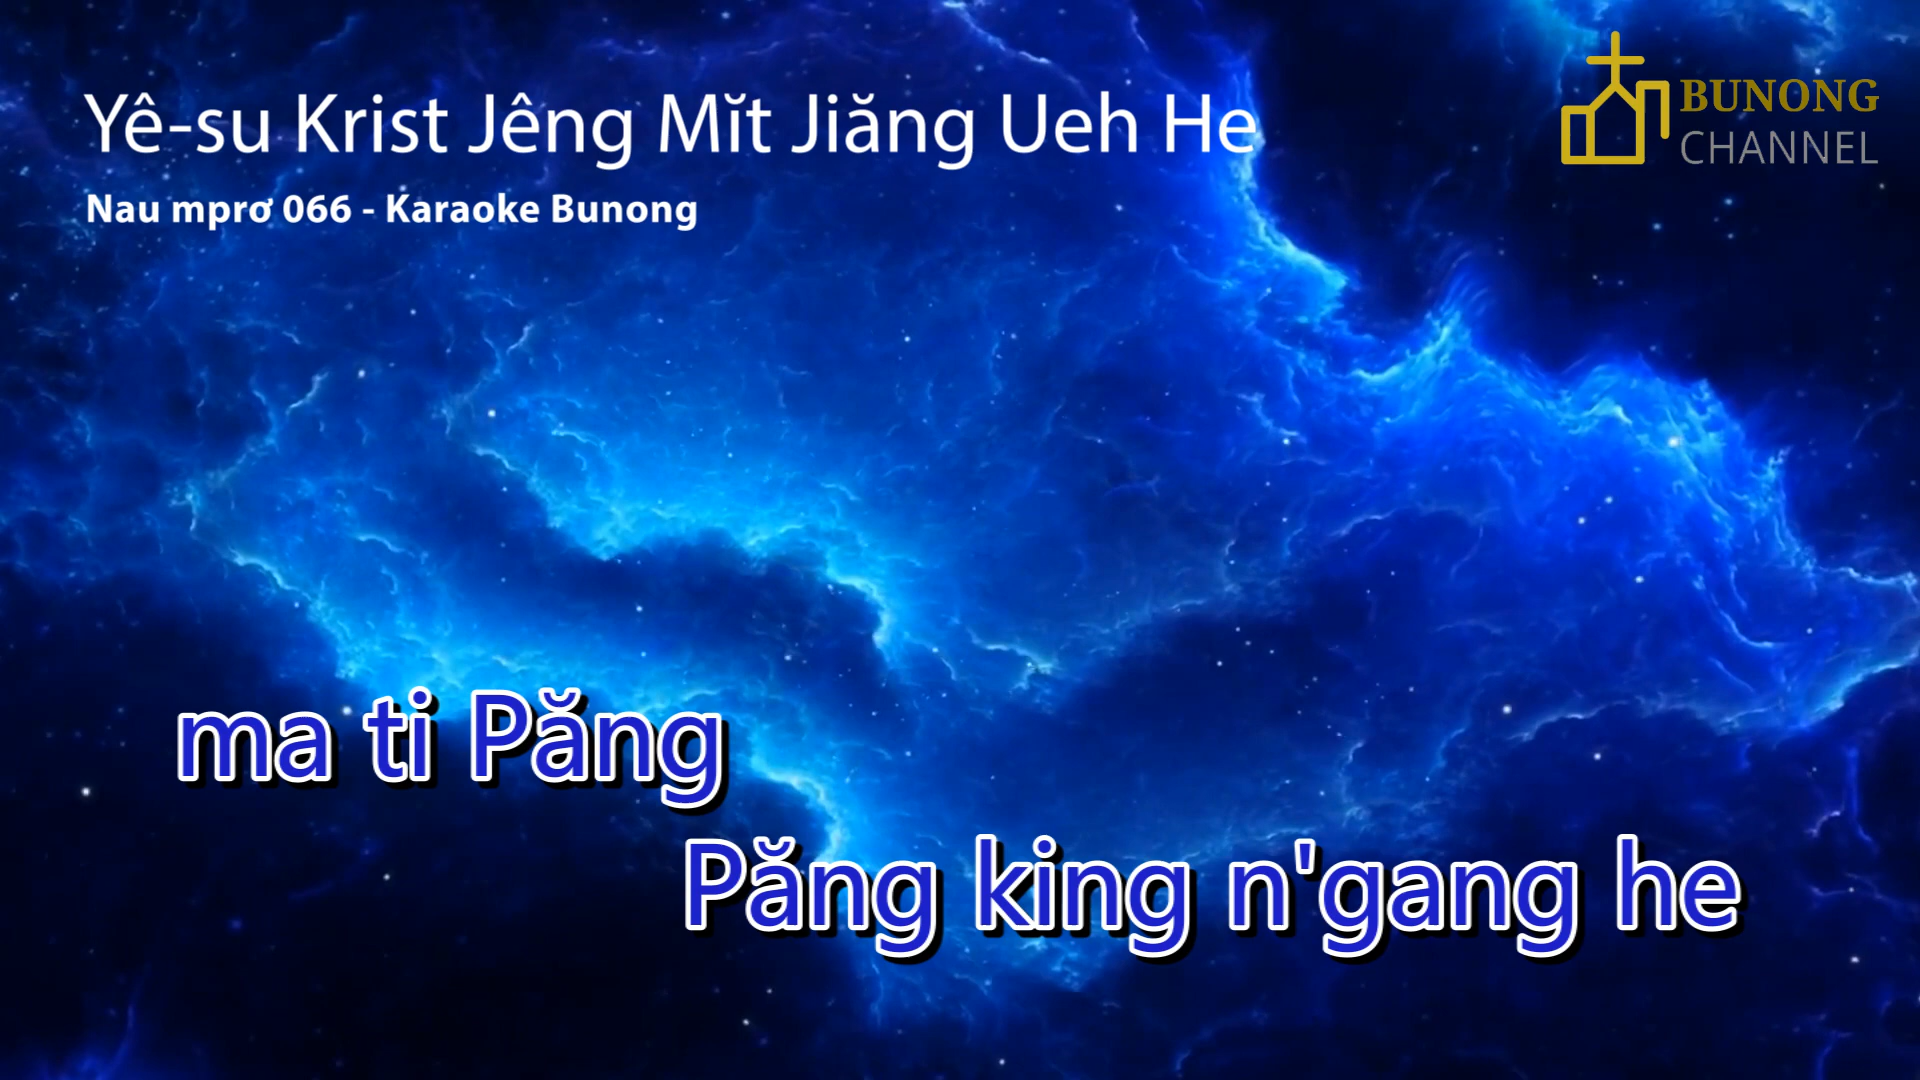 Yê-su Krist Jêng Mĭt Jiăng Ueh He
Nau mprơ 066 - Karaoke Bunong
BUNONG
CHANNEL
ma ti Păng
Păng king n'gang he